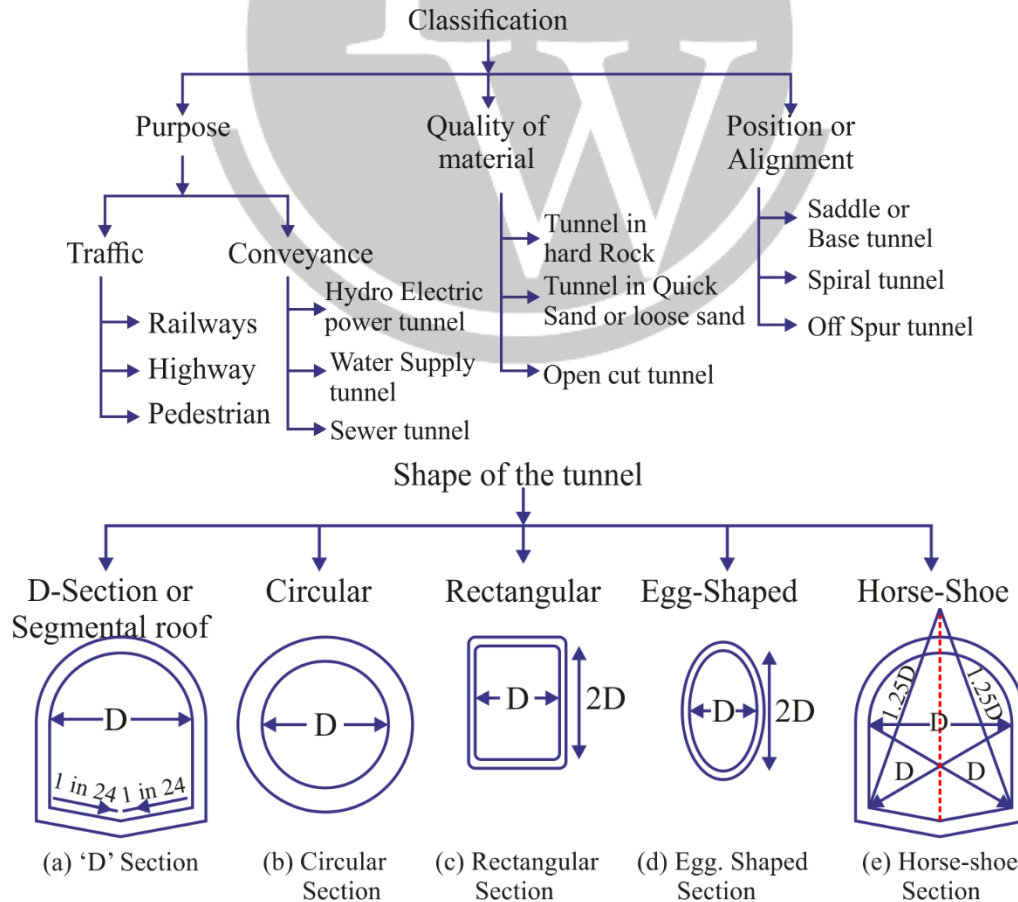 Classification
Purpose
Quality of
material
Position or
Alignment
Traffic
Conveyance
Railways
Highway
Pedestrian
Hydro Electric
power tunnel
Water Supply
tunnel
Sewer tunnel
Tunnel in
hard Rock
Tunnel in Quick
Sand or loose sand
Open cut tunnel
Saddle or
Base tunnel
Spiral tunnel
Off Spur tunnel
Shape of the tunnel
D-Section or
Segmental roof
Circular
Rectangular
Egg-Shaped
Horse-Shoe
D
1 in 24
1 in 24
D
D
2D
D
2D
1.25D
1.25D
D
D
D
(a) ‘D’ Section
(b) Circular
Section
(c) Rectangular
Section
(d) Egg. Shaped
Section
(e) Horse-shoe
Section
W